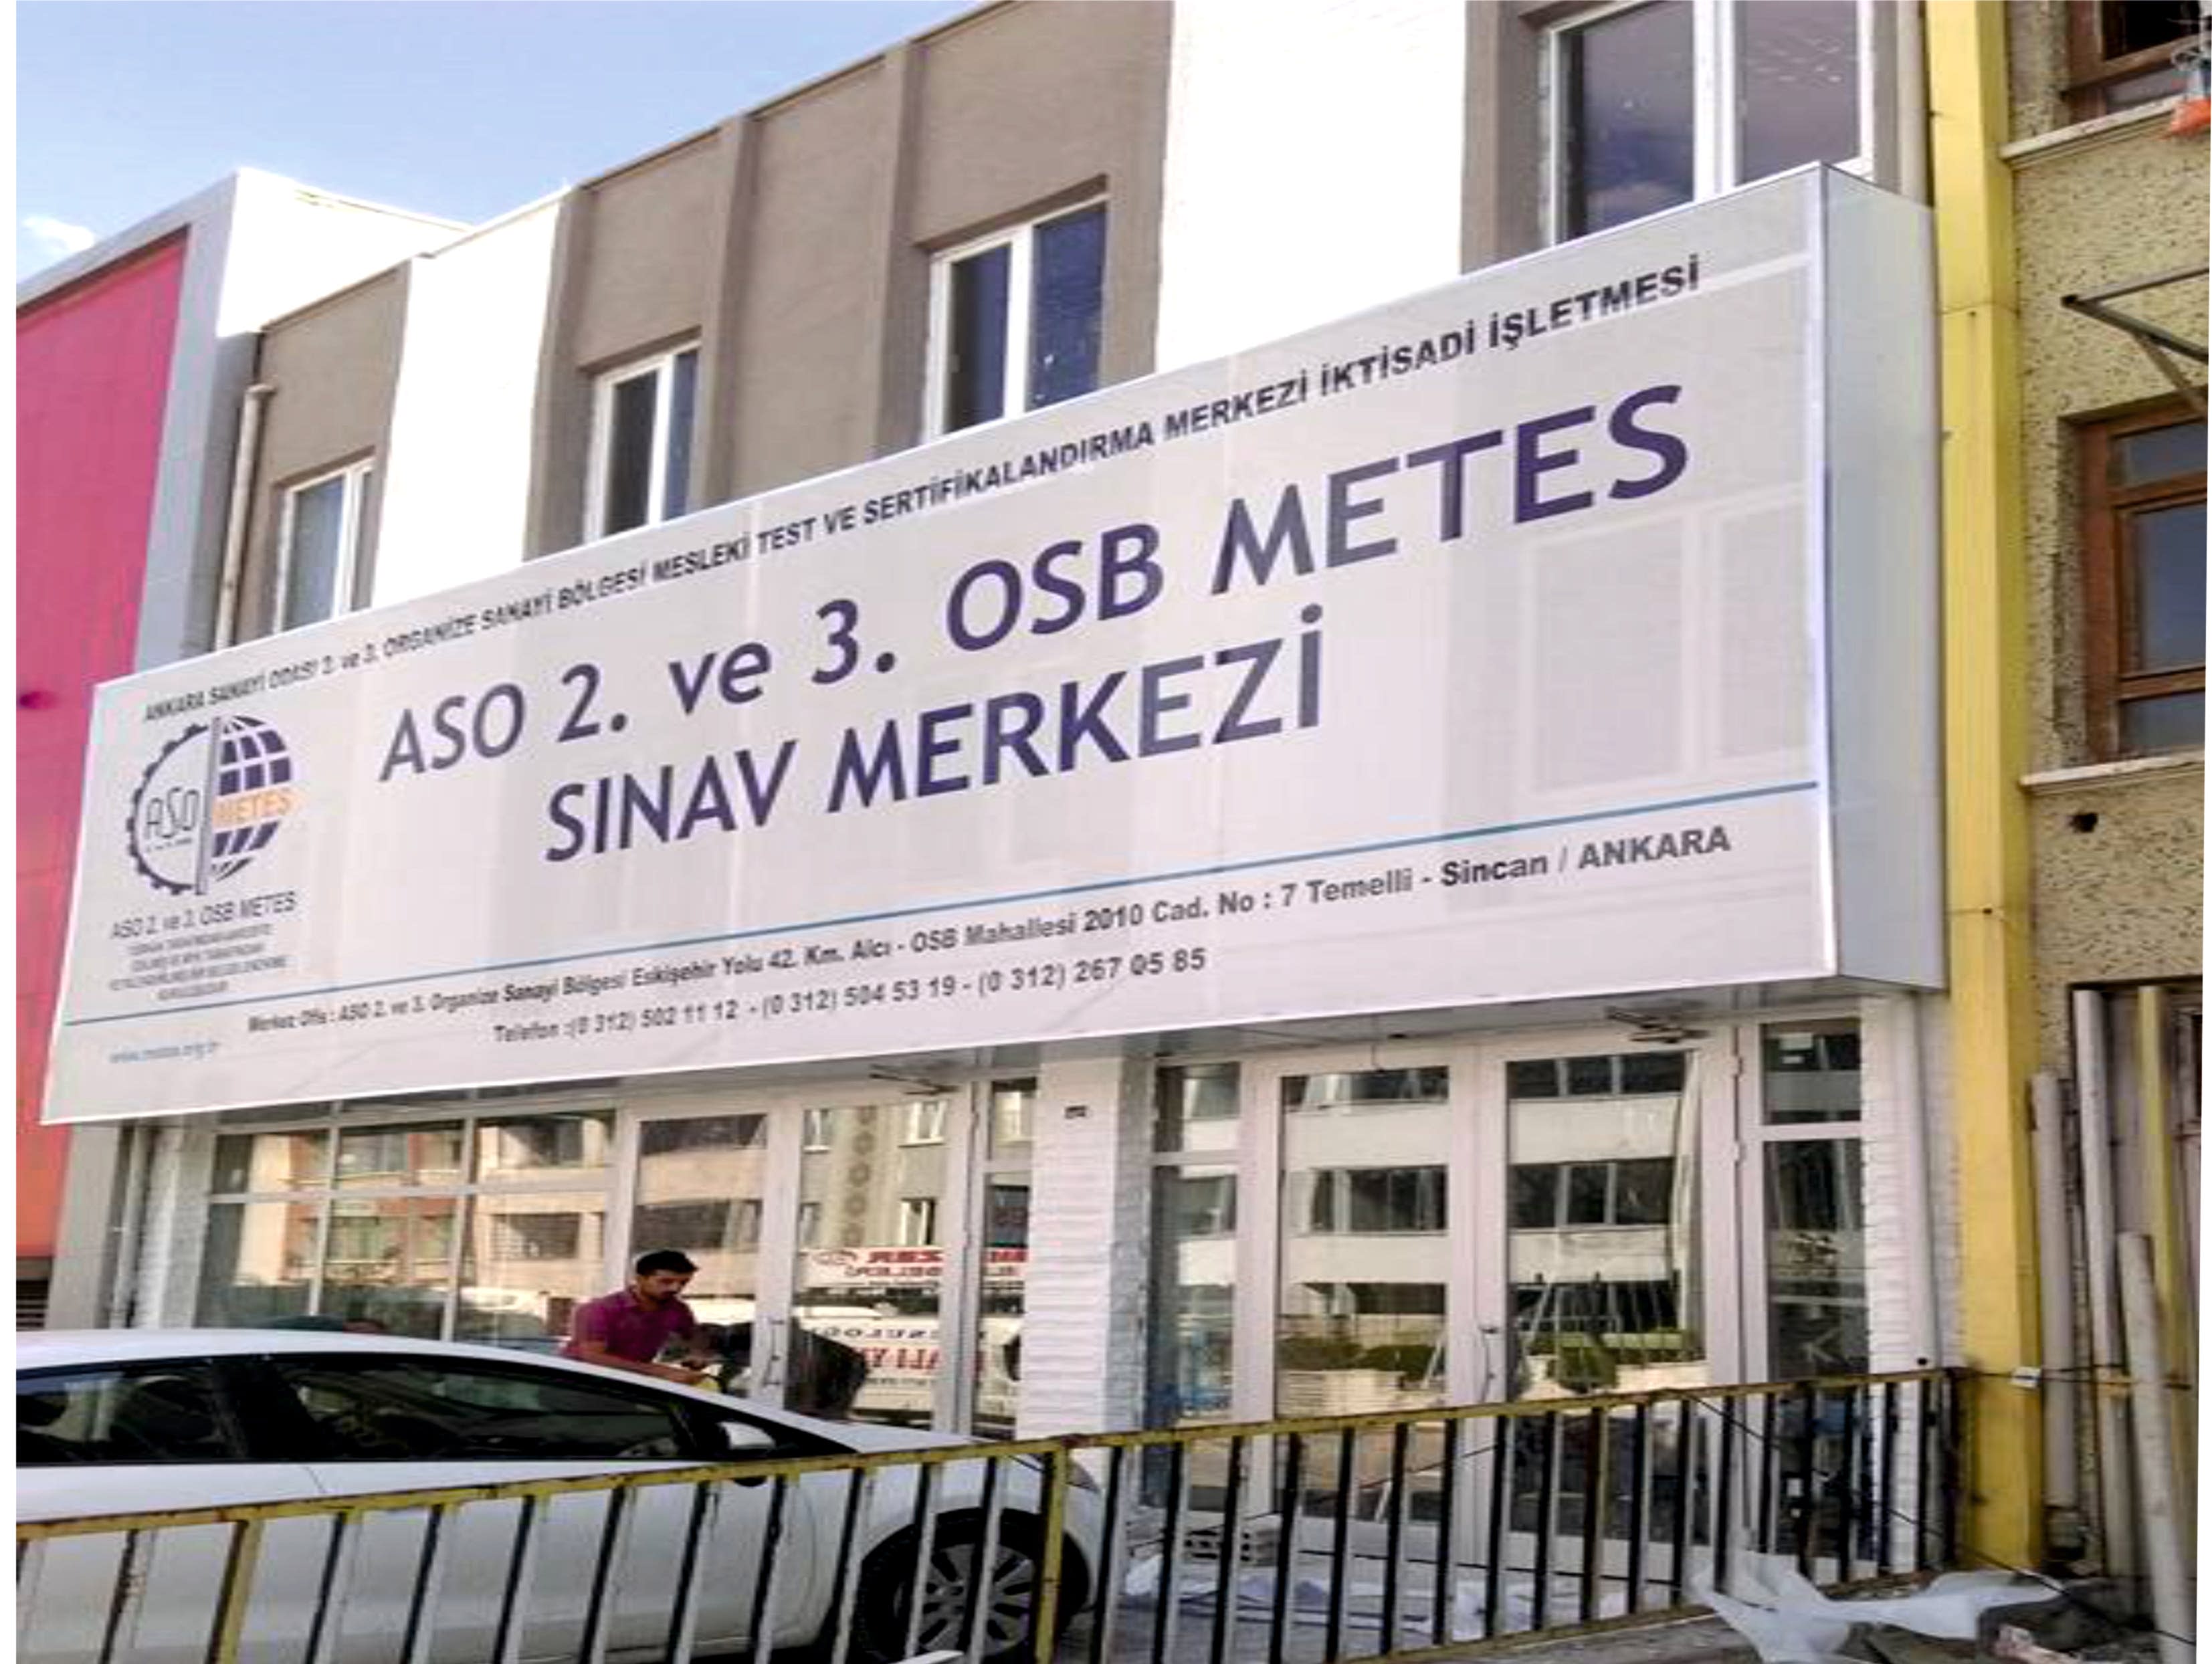 ANKARA SANAYİ ODASI 2. ve 3. ORGANİZE SANAYİ BÖLGESİ MESLEKİ TEST VE SERTİFİKALANDIRMA MERKEZİ İKTİSADİ İŞLETMESİ
ASO 2. ve 3. OSB METES
SINAV MERKEZİ
ASO METES
ASO 2. ve 3. OSB METES
Merkez Ofis : ASO 2. ve 3. Organize Sanayi Bölgesi Eskişehir Yolu 42. Km. Alcı - OSB Mahallesi 2010 Cad. No : 7 Temelli - Sincan / ANKARA
Telefon :(0 312) 502 11 12 - (0 312) 504 53 19 - (0 312) 267 05 85